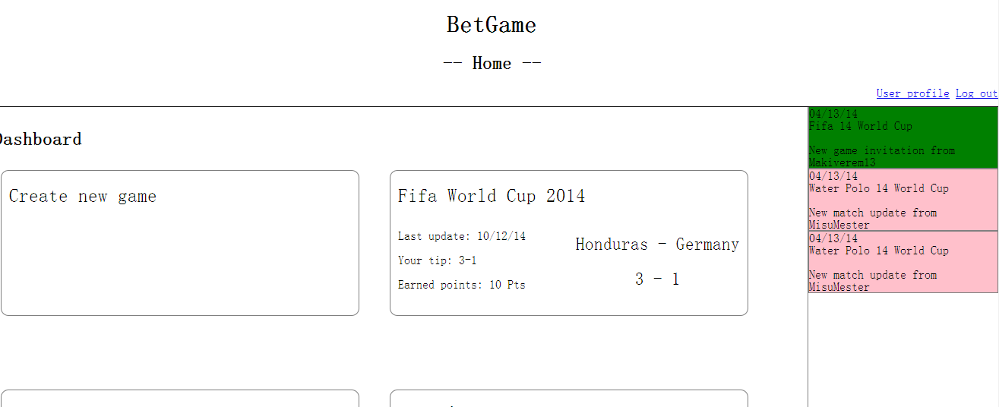 BetGame
-- Home --
User profile Log out
Dashboard
Create new game
Fifa World Cup 2014
Last update: 10/12/14
Your tip: 3-1
Earned points: 10 Pts
Honduras - Germany
3 - 1
04/13/14
Fifa 14 World Cup
New game invitation from
Makiverem13
04/13/14
Water Polo 14 World Cup
New match update from
MisuMester
04/13/14
Water Polo 14 World Cup
New match update from
MisuMester